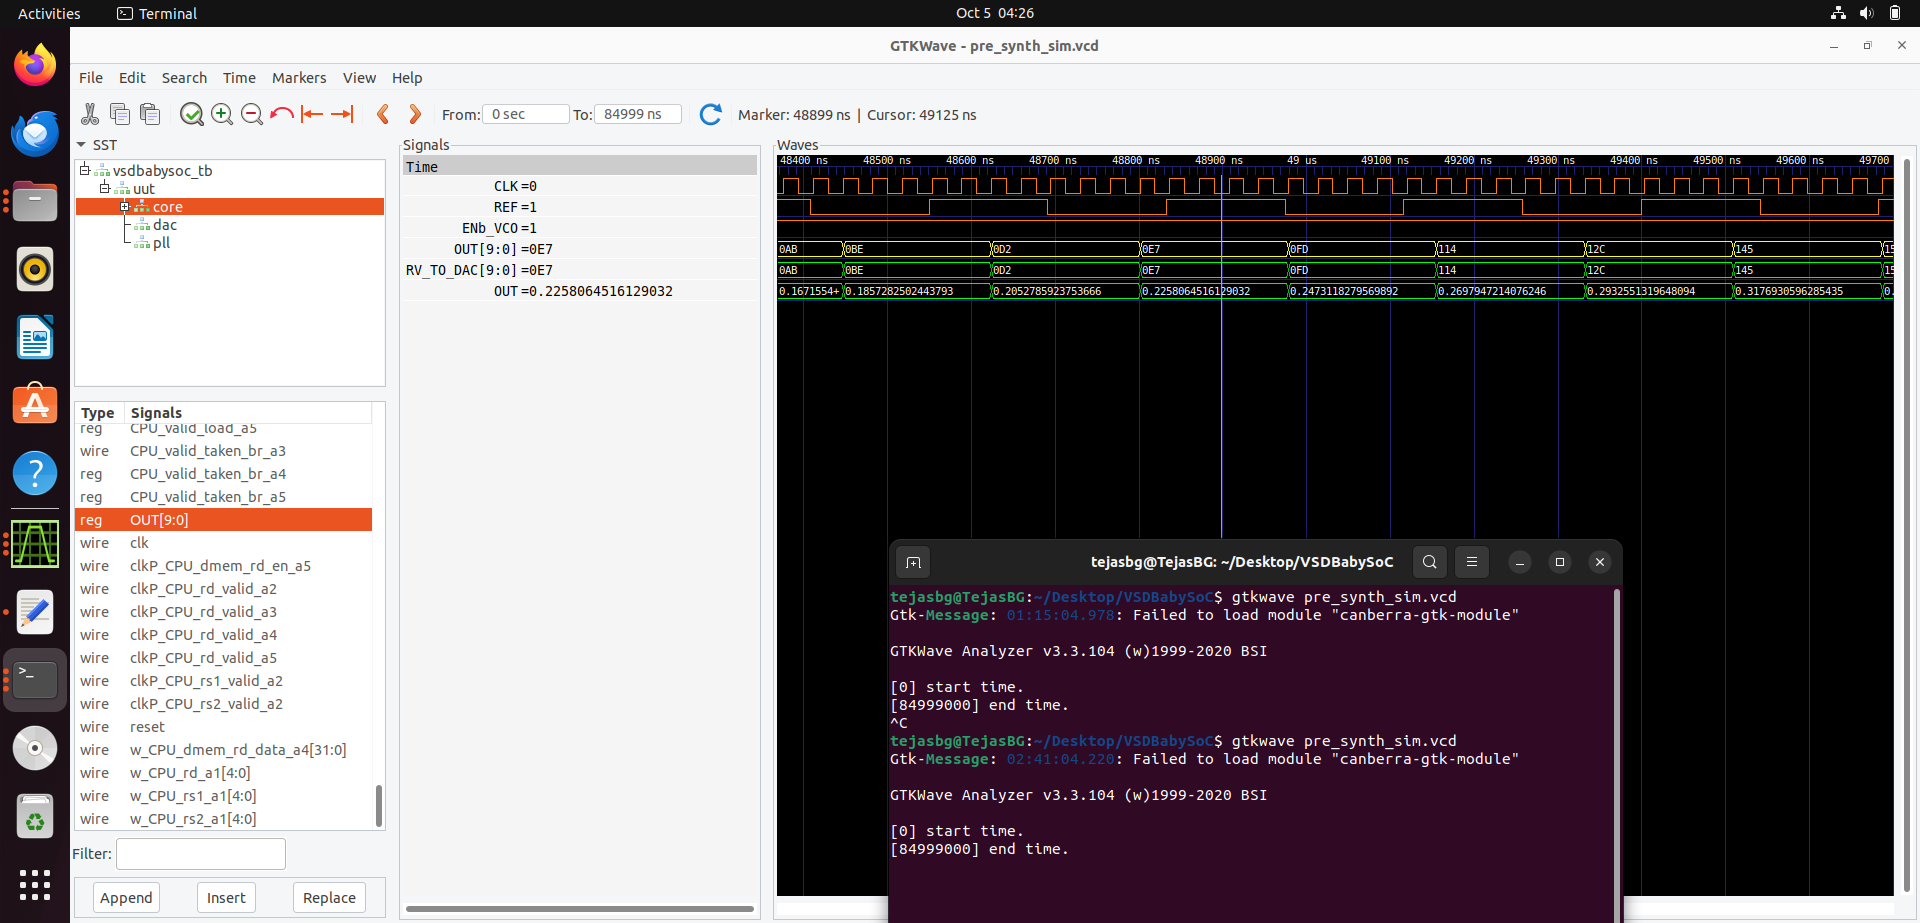 Activities Terminal Oct 5 04:26
GTKWave - pre_synth_sim.vcd
File Edit Search Time Markers View Help
From: 0 sec To: 84999 ns Marker: 48899 ns | Cursor: 49125 ns
SST
vsdbabysoc_tb
uut
core
dac
pll
Type Signals
reg CPU_valid_load_a5
wire CPU_valid_taken_br_a3
reg CPU_valid_taken_br_a4
reg CPU_valid_taken_br_a5
reg OUT[9:0]
wire clk
wire clkP_CPU_dmem_rd_en_a5
wire clkP_CPU_rd_valid_a2
wire clkP_CPU_rd_valid_a3
wire clkP_CPU_rd_valid_a4
wire clkP_CPU_rd_valid_a5
wire clkP_CPU_rs1_valid_a2
wire clkP_CPU_rs2_valid_a2
wire reset
wire w_CPU_dmem_rd_data_a4[31:0]
wire w_CPU_rd_a1[4:0]
wire w_CPU_rs1_a1[4:0]
wire w_CPU_rs2_a1[4:0]
Filter:
Append Insert Replace
Signals
Time
CLK =0
REF =1
ENb_VCO =1
OUT[9:0] =0E7
RV_TO_DAC[9:0] =0E7
OUT =0.2258064516129032
Waves
48400 ns 48500 ns 48600 ns 48700 ns 48800 ns 48900 ns 49 us 49100 ns 49200 ns 49300 ns 49400 ns 49500 ns 49600 ns 49700
0AB 0BE 0D2 0E7 0FD 114 12C 145 15
0AB 0BE 0D2 0E7 0FD 114 12C 145 15
0.1671554+ 0.1857282502443793 0.2052785923753666 0.2258064516129032 0.2473118279569892 0.2697947214076246 0.2932551319648094 0.3176930596285435 0.
tejasbg@TejasBG: ~/Desktop/VSDBabySoC
tejasbg@TejasBG:~/Desktop/VSDBabySoC$ gtkwave pre_synth_sim.vcd
Gtk-Message: 01:15:04.978: Failed to load module "canberra-gtk-module"
GTKWave Analyzer v3.3.104 (w)1999-2020 BSI
[0] start time.
[84999000] end time.
^C
tejasbg@TejasBG:~/Desktop/VSDBabySoC$ gtkwave pre_synth_sim.vcd
Gtk-Message: 02:41:04.220: Failed to load module "canberra-gtk-module"
GTKWave Analyzer v3.3.104 (w)1999-2020 BSI
[0] start time.
[84999000] end time.